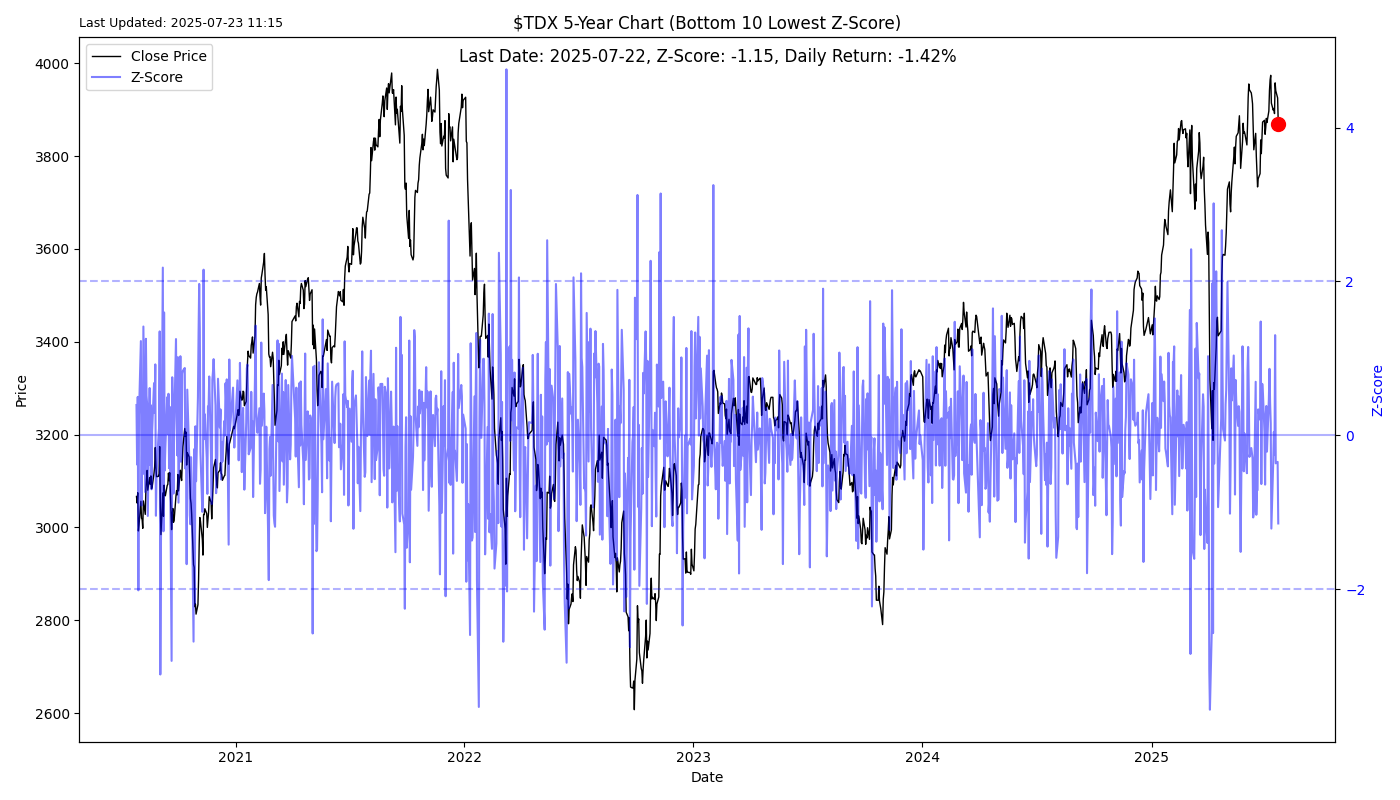 Last Updated: 2025-07-23 11:15
$TDX 5-Year Chart (Bottom 10 Lowest Z-Score)
Last Date: 2025-07-22, Z-Score: -1.15, Daily Return: -1.42%
Close Price
Z-Score
4000
3800
3600
3400
3200
3000
2800
2600
Price
4
2
0
−2
Z-Score
2021
2022
2023
2024
2025
Date